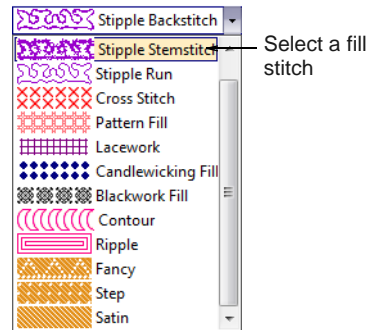 Stipple Backstitch
Stipple Stemstitch
Select a fill
stitch
Stipple Run
Cross Stitch
Pattern Fill
Lacework
Candlewicking Fill
Blackwork Fill
Contour
Ripple
Fancy
Step
Satin